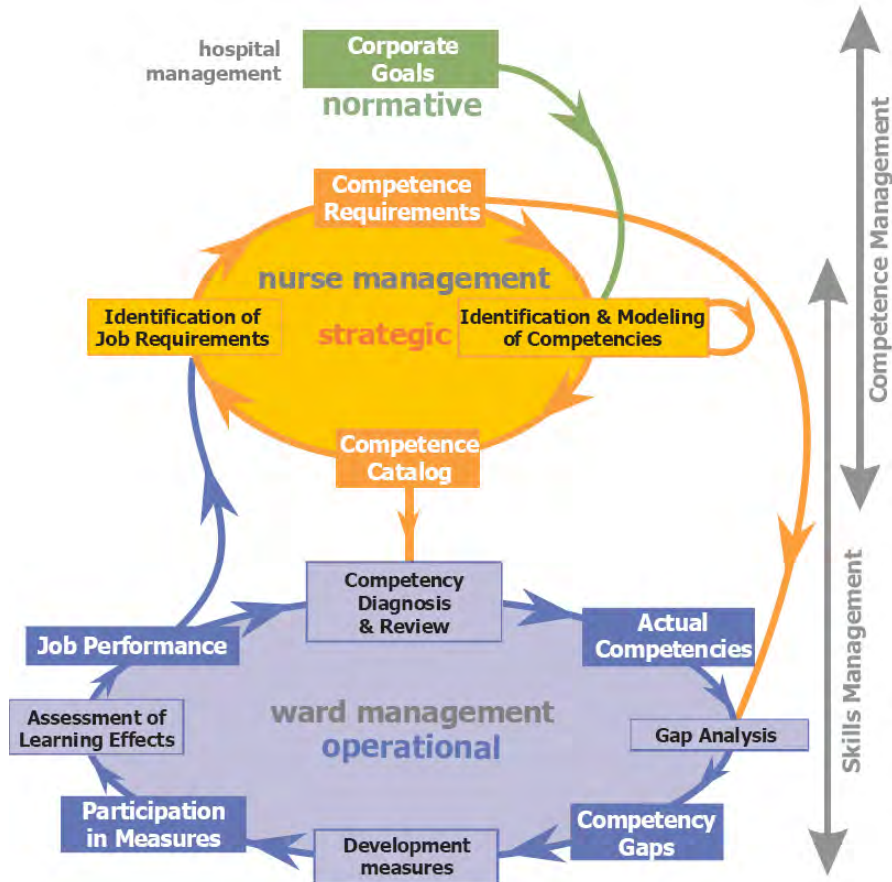 hospital
management
Corporate
Goals
normative
Competence
Requirements
nurse management
Identification of
Job Requirements
strategic
Identification & Modeling
of Competencies
Competence
Catalog
Competency
Diagnosis
& Review
Job Performance
Actual
Competencies
Assessment of
Learning Effects
ward management
operational
Gap Analysis
Participation
in Measures
Development
measures
Competency
Gaps
Competence Management
Skills Management